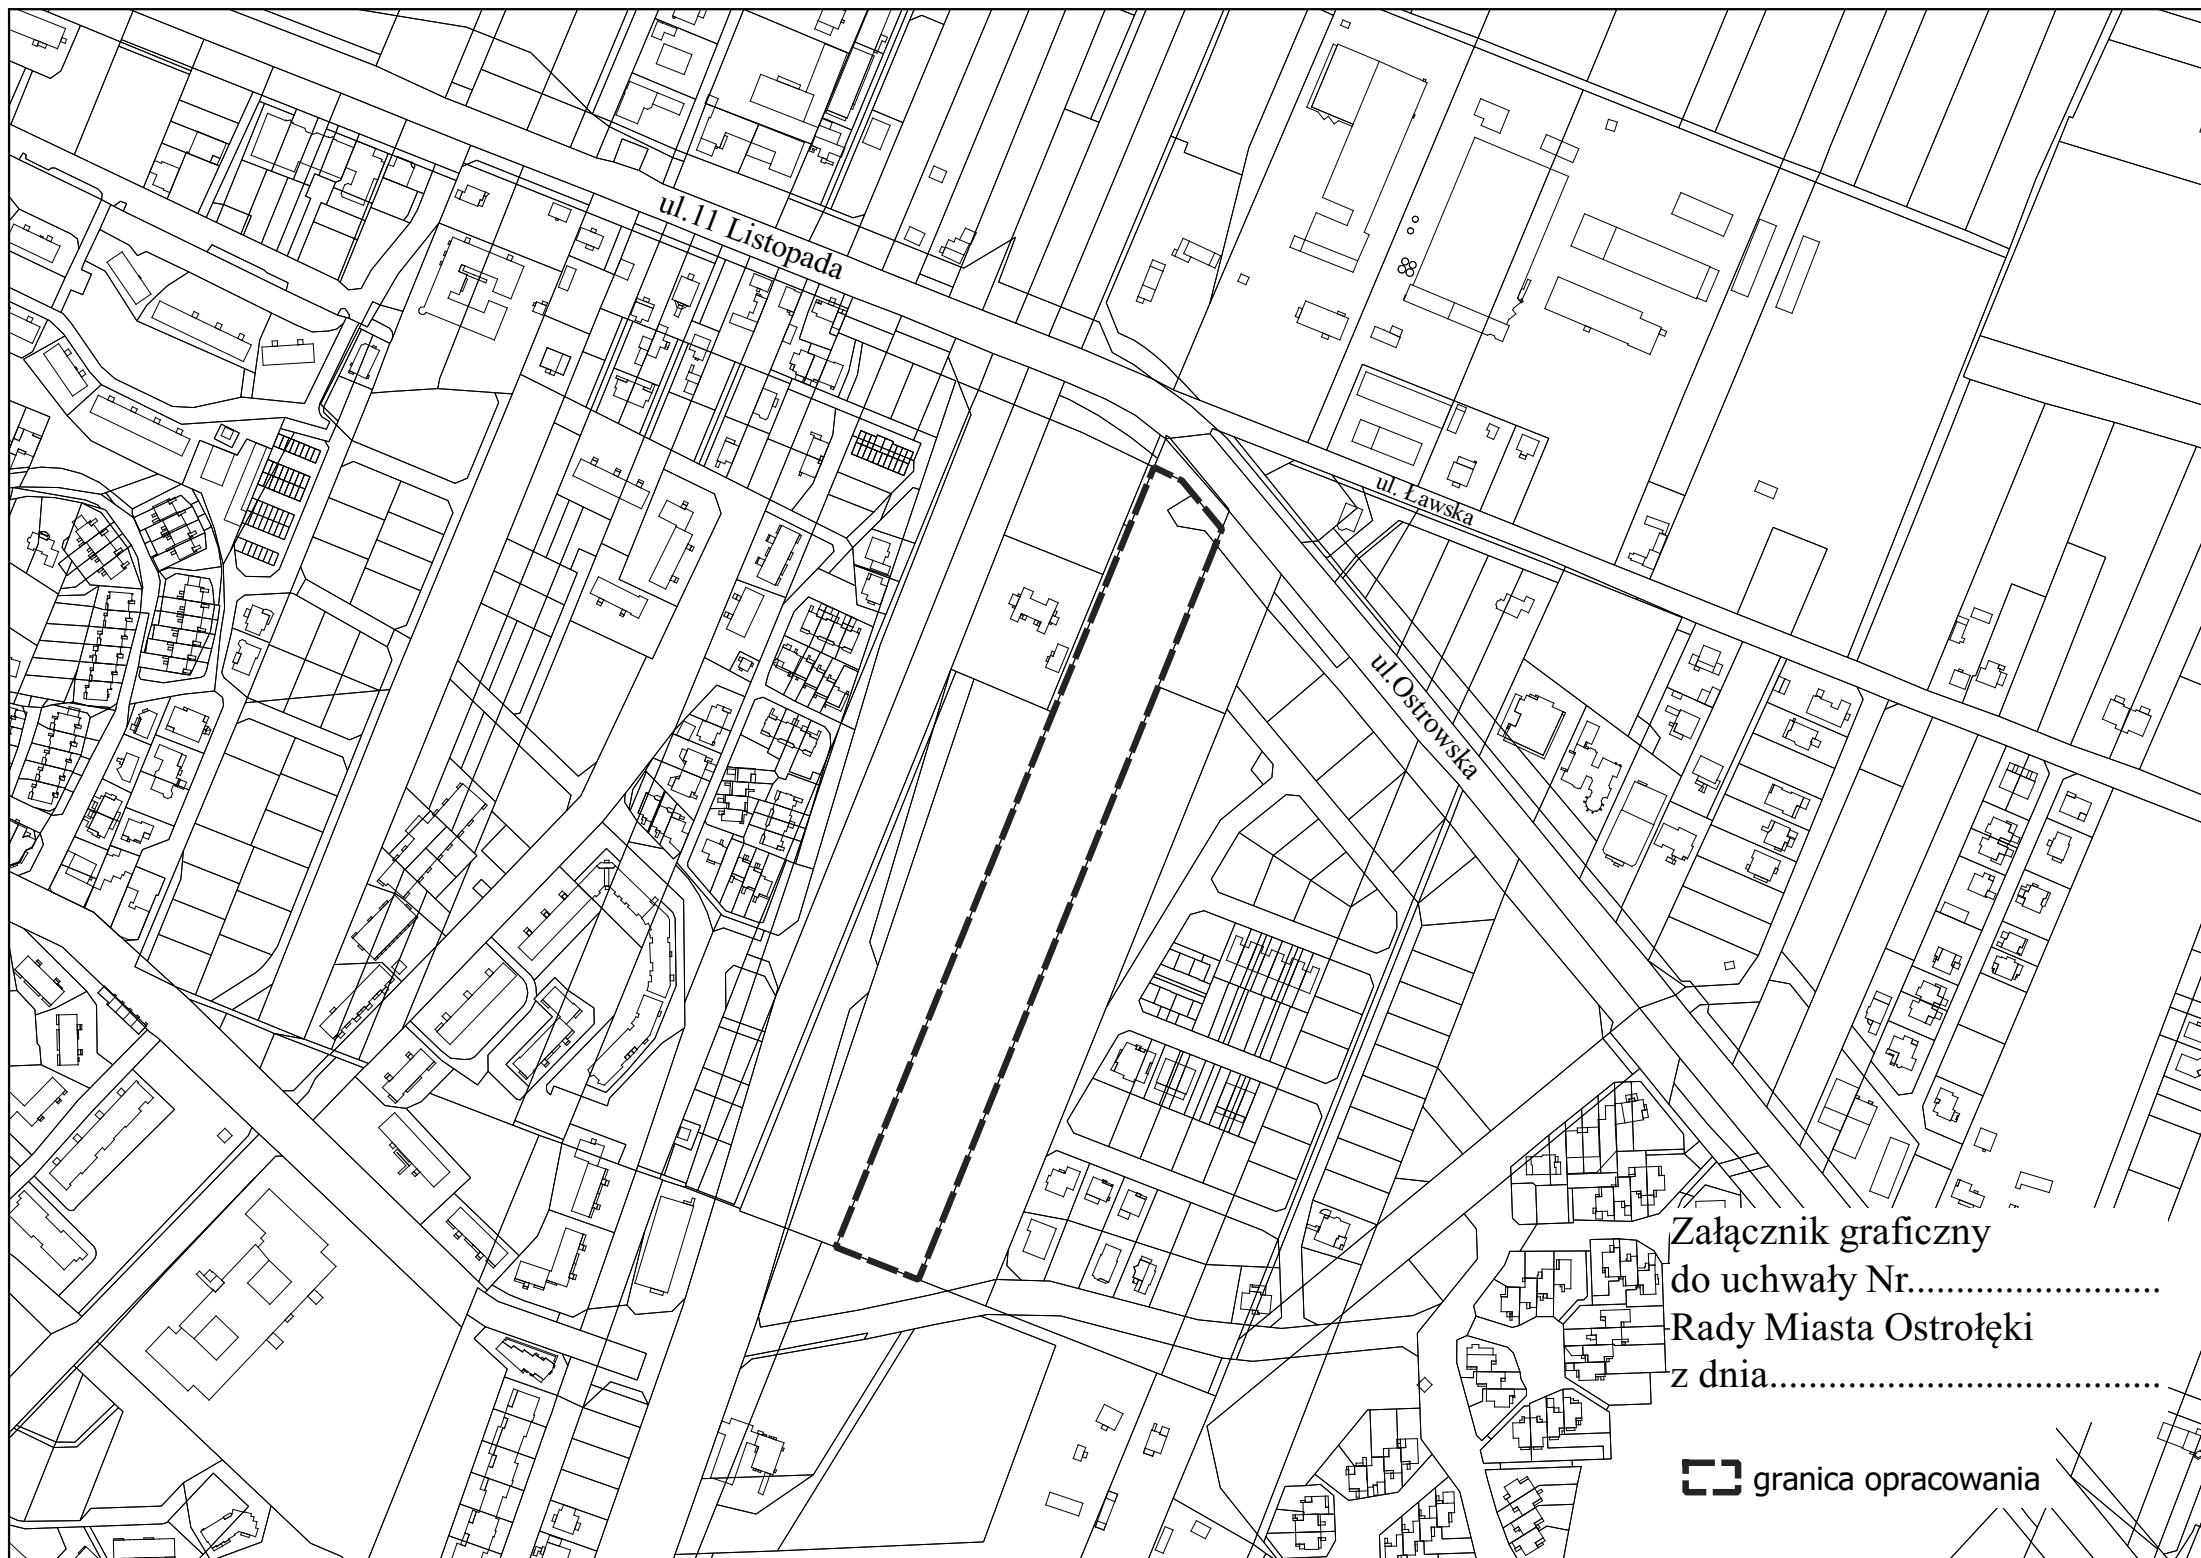 ul. 11 Listopada
ul. Ławska
ul. Ostrowska
Załącznik graficzny
do uchwały Nr..........................
Rady Miasta Ostrołęki
z dnia........................................
granica opracowania